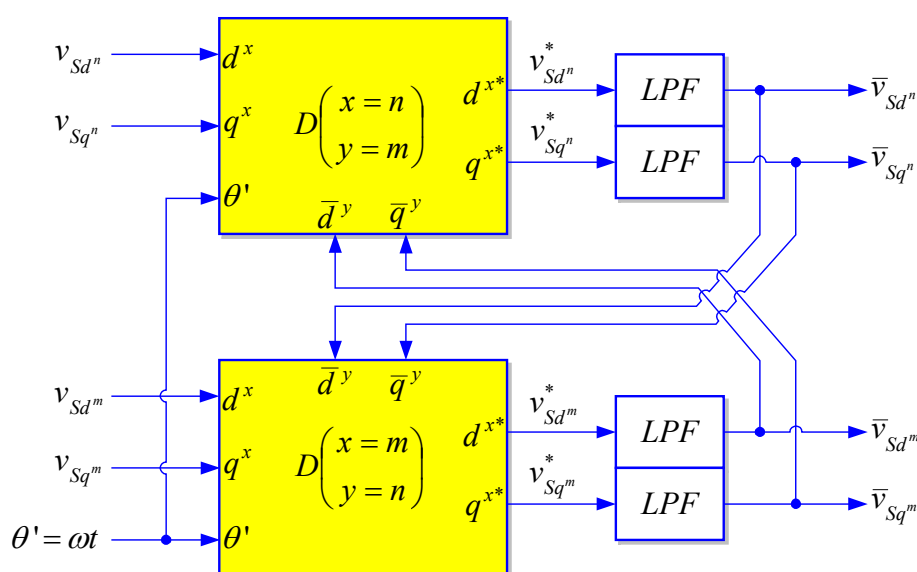 v_{Sd^n}
d^x
v_{Sq^n}
q^x
θ'
D(x = n
y = m)
d^{x*}
q^{x*}
d̅^y
q̅^y
v^*_{Sd^n}
v^*_{Sq^n}
LPF
LPF
v̅_{Sd^n}
v̅_{Sq^n}
v_{Sd^m}
d^x
v_{Sq^m}
q^x
θ' = ωt
θ'
d̅^y
q̅^y
D(x = m
y = n)
d^{x*}
q^{x*}
v^*_{Sd^m}
v^*_{Sq^m}
LPF
LPF
v̅_{Sd^m}
v̅_{Sq^m}